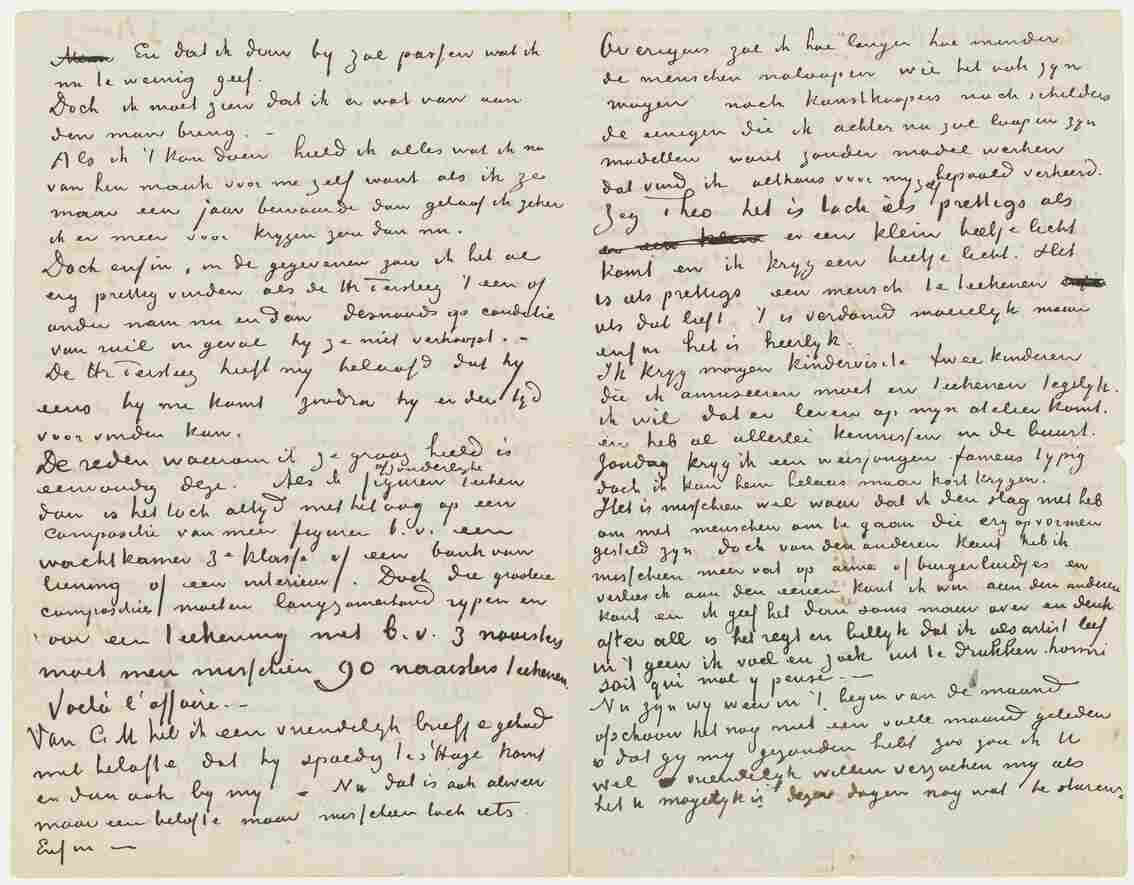 En dat ik dan by zal passen wat ik
nu te weinig geef.
Doch ik moet zien dat ik er wat van aan
den man breng. –
Als ik 't kon doen hield ik alles wat ik nu
van hen maak voor me zelf want als ik ze
maar een jaar bewaarde dan geloof ik zeker
ik er meer voor krygen zou dan nu.
Doch enfin, in de gegevenen zou ik het al
erg prettig vinden als de Hr Tersteeg 't een of
ander nam nu en dan desnoods op conditie
van ruil in geval hy ze niet verkoopt. –
De Hr Tersteeg heeft my beloofd dat hy
eens by me komt zoodra hy er den tyd
voor vinden kan.
De reden waarom ik ze graag hield is
eenvoudig deze. Als ik afzonderlyke figuren teeken
dan is het toch altyd met het oog op een
compositie van meer figuren b.v. een
wachtkamer 3e klasse of een bank van
leening of een interieur. Doch die grootere
composities moeten langzamerhand rypen en
voor een teekening met b.v. 3 naaisters
moet men misschien 90 naaisters teekenen.
Voilà l'affaire. –
Van C.M heb ik een vriendelyk briefje gehad
met belofte dat hy spoedig te s'Hage komt
en dan ook by my – Nu dat is ook alweer
maar een belofte maar misschien toch iets.
Enfin –
Overigens zal ik hoe langer hoe minder
de menschen naloopen wie het ook zyn
mogen noch kunstkoopers noch schilders
de eenigen die ik achter na zal loopen zyn
modellen want zonder model werken
dat vind ik althans voor my zelf bepaald verkeerd.
Zeg Theo het is toch iets prettigs als
er een klein beetje licht
komt en ik kryg een beetje licht. Het
is iets prettigs een mensch te teekenen
iets dat leeft 't is verdomd moeielyk maar
enfin het is heerlyk.
Ik kryg morgen kindervisite twee kinderen
die ik amuseeren moet en teekenen tegelyk.
ik wil dat er leven op myn atelier komt.
en heb al allerlei kennissen in de buurt.
Zondag kryg ik een weesjongen fameus typig
doch ik kan hem helaas maar kort krygen.
Het is misschien wel waar dat ik den slag niet heb
om met menschen om te gaan die erg op vormen
gesteld zyn doch van den anderen kant heb ik
misschien meer vat op arme of burgerluidjes en
verlies ik aan den eenen kant ik win aan den anderen
kant en ik geef het dan soms maar over en denk
after all is het regt en billyk dat ik als artist leef
in 't geen ik voel en zoek uit te drukken. honni
soit qui mal y pense. –
Nu zyn wy weer in 't begin van de maand
ofschoon het nog niet een volle maand geleden
is dat gy my gezonden hebt zoo zou ik U
wel vriendelyk willen verzoeken my als
het U mogelyk is dezer dagen nog wat te sturen.